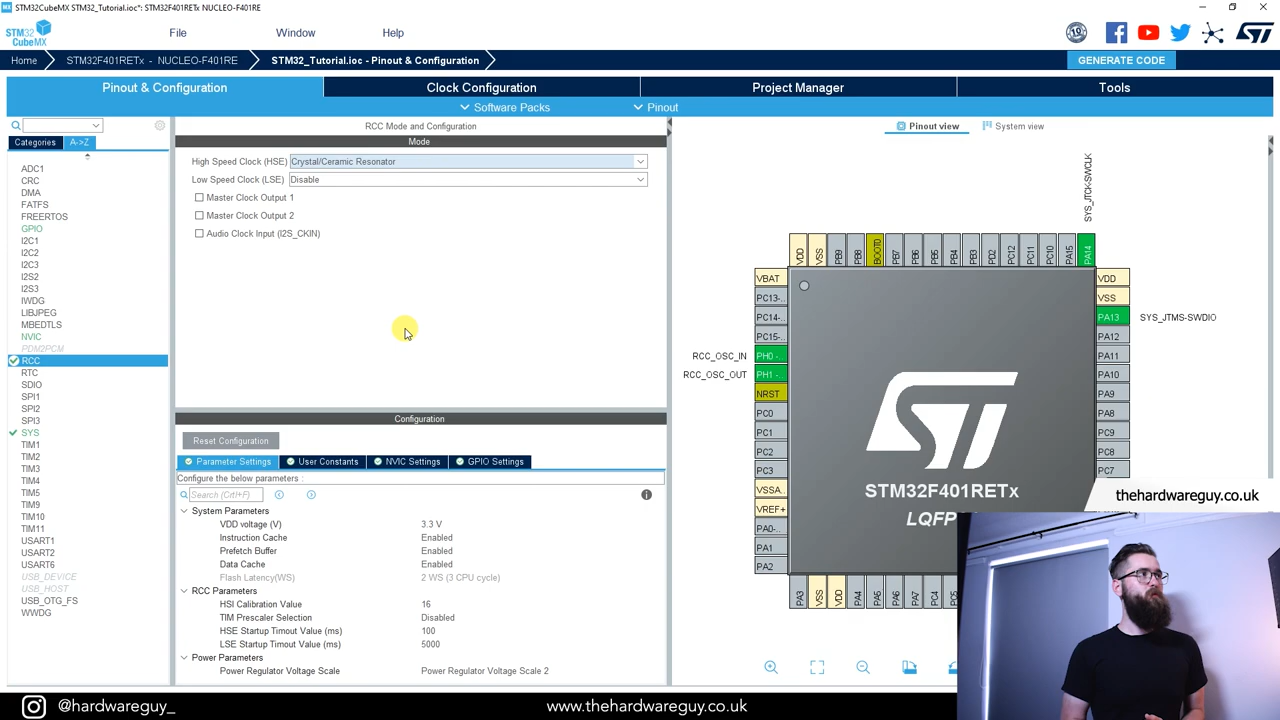 STM32CubeMX STM32_Tutorial.ioc*: STM32F401RETx NUCLEO-F401RE
STM32
CubeMX
File
Window
Help
Home
STM32F401RETx - NUCLEO-F401RE
STM32_Tutorial.ioc - Pinout & Configuration
GENERATE CODE
Pinout & Configuration
Clock Configuration
Project Manager
Tools
Software Packs
Pinout
Categories
A->Z
ADC1
CRC
DMA
FATFS
FREERTOS
GPIO
I2C1
I2C2
I2C3
I2S2
I2S3
IWDG
LIBJPEG
MBEDTLS
NVIC
PDM2PCM
RCC
RTC
SDIO
SPI1
SPI2
SPI3
SYS
TIM1
TIM2
TIM3
TIM4
TIM5
TIM9
TIM10
TIM11
USART1
USART2
USART6
USB_DEVICE
USB_HOST
USB_OTG_FS
WWDG
RCC Mode and Configuration
Mode
High Speed Clock (HSE) Crystal/Ceramic Resonator
Low Speed Clock (LSE) Disable
Master Clock Output 1
Master Clock Output 2
Audio Clock Input (I2S_CKIN)
Configuration
Reset Configuration
Parameter Settings
User Constants
NVIC Settings
GPIO Settings
Configure the below parameters :
Search (Crtl+F)
System Parameters
VDD voltage (V) 3.3 V
Instruction Cache Enabled
Prefetch Buffer Enabled
Data Cache Enabled
Flash Latency(WS) 2 WS (3 CPU cycle)
RCC Parameters
HSI Calibration Value 16
TIM Prescaler Selection Disabled
HSE Startup Timout Value (ms) 100
LSE Startup Timout Value (ms) 5000
Power Parameters
Power Regulator Voltage Scale Power Regulator Voltage Scale 2
Pinout view
System view
SYS_JTCK-SWCLK
VDD
VSS
PB9
PB8
BOOT0
PB7
PB6
PB5
PB4
PB3
PD2
PC12
PC11
PC10
PA15
PA14
VBAT
PC13-..
PC14-..
PC15-..
RCC_OSC_IN PH0 -..
RCC_OSC_OUT PH1 -..
NRST
PC0
PC1
PC2
PC3
VSSA..
VREF+
PA0-..
PA1
PA2
VDD
VSS
PA13 SYS_JTMS-SWDIO
PA12
PA11
PA10
PA9
PA8
PC9
PC8
PC7
STM32F401RETx
LQFP
PA3
VSS
VDD
PA4
PA5
PA6
PA7
PC4
thehardwareguy.co.uk
@hardwareguy_
www.thehardwareguy.co.uk